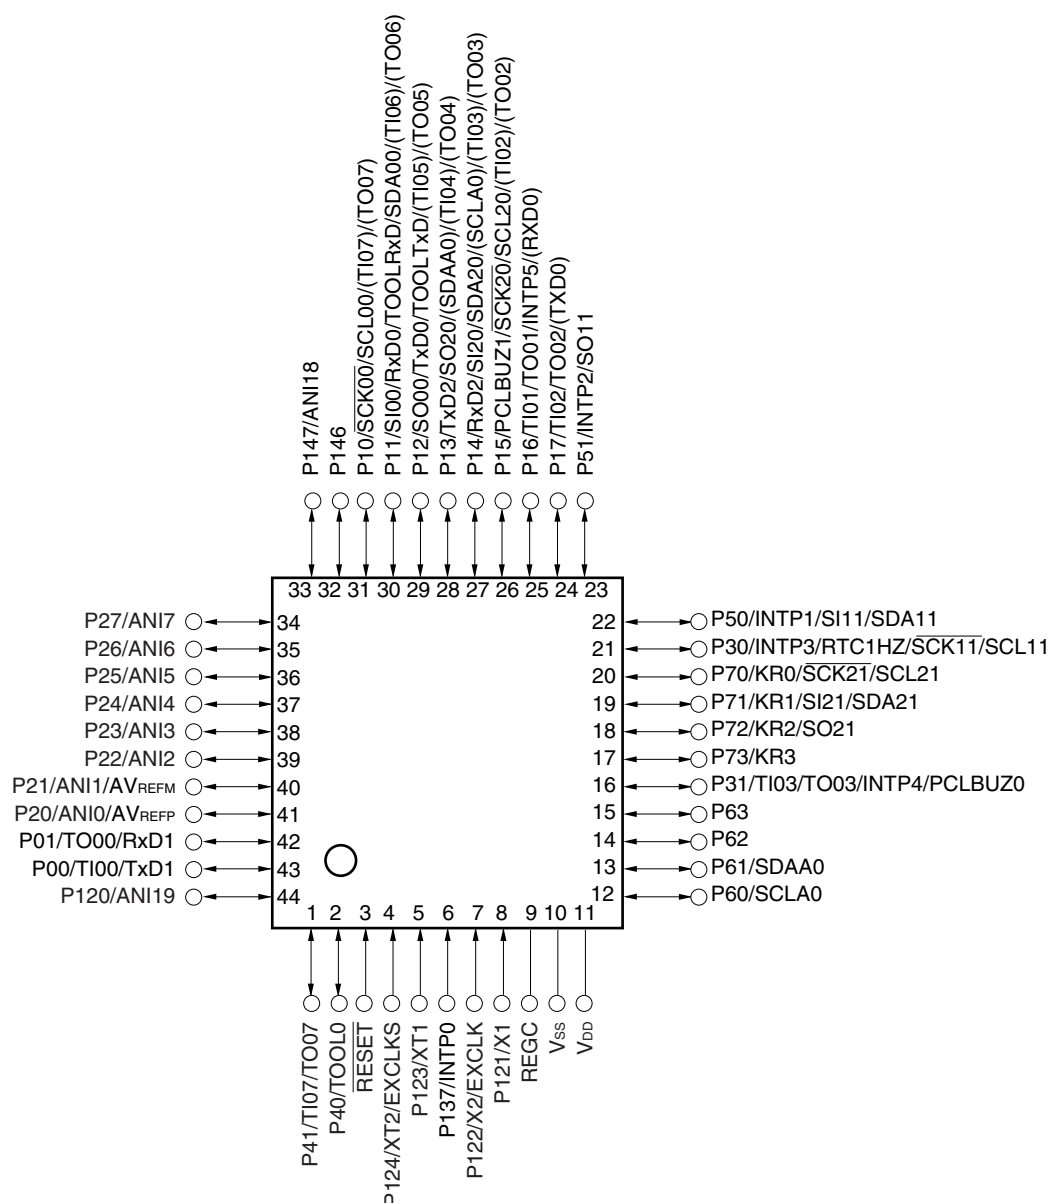 P147/ANI18
P146
P10/SCK00/SCL00/(TI07)/(TO07)
P11/SI00/RxD0/TOOLRxD/SDA00/(TI06)/(TO06)
P12/SO00/TxD0/TOOLTxD/(TI05)/(TO05)
P13/TxD2/SO20/(SDAA0)/(TI04)/(TO04)
P14/RxD2/SI20/SDA20/(SCLA0)/(TI03)/(TO03)
P15/PCLBUZ1/SCK20/SCL20/(TI02)/(TO02)
P16/TI01/TO01/INTP5/(RXD0)
P17/TI02/TO02/(TXD0)
P51/INTP2/SO11
33 32 31 30 29 28 27 26 25 24 23
P27/ANI7 34
P26/ANI6 35
P25/ANI5 36
P24/ANI4 37
P23/ANI3 38
P22/ANI2 39
P21/ANI1/AVREFM 40
P20/ANI0/AVREFP 41
P01/TO00/RxD1 42
P00/TI00/TxD1 43
P120/ANI19 44
22 P50/INTP1/SI11/SDA11
21 P30/INTP3/RTC1HZ/SCK11/SCL11
20 P70/KR0/SCK21/SCL21
19 P71/KR1/SI21/SDA21
18 P72/KR2/SO21
17 P73/KR3
16 P31/TI03/TO03/INTP4/PCLBUZ0
15 P63
14 P62
13 P61/SDAA0
12 P60/SCLA0
1 2 3 4 5 6 7 8 9 10 11
P41/TI07/TO07
P40/TOOL0
RESET
P124/XT2/EXCLKS
P123/XT1
P137/INTP0
P122/X2/EXCLK
P121/X1
REGC
VSS
VDD